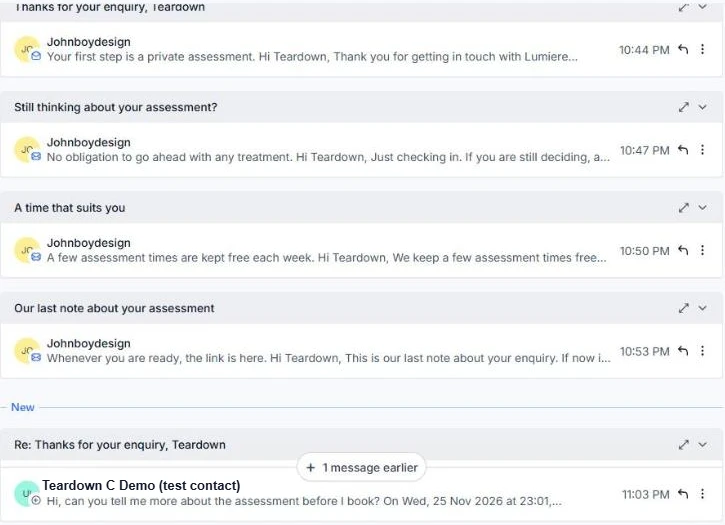 Thanks for your enquiry, Teardown
JO
Johnboydesign
Your first step is a private assessment. Hi Teardown, Thank you for getting in touch with Lumiere...
10:44 PM
Still thinking about your assessment?
JO
Johnboydesign
No obligation to go ahead with any treatment. Hi Teardown, Just checking in. If you are still deciding, a...
10:47 PM
A time that suits you
JO
Johnboydesign
A few assessment times are kept free each week. Hi Teardown, We keep a few assessment times free...
10:50 PM
Our last note about your assessment
JO
Johnboydesign
Whenever you are ready, the link is here. Hi Teardown, This is our last note about your enquiry. If now i...
10:53 PM
New
Re: Thanks for your enquiry, Teardown
+ 1 message earlier
Teardown C Demo (test contact)
Hi, can you tell me more about the assessment before I book? On Wed, 25 Nov 2026 at 23:01,...
11:03 PM